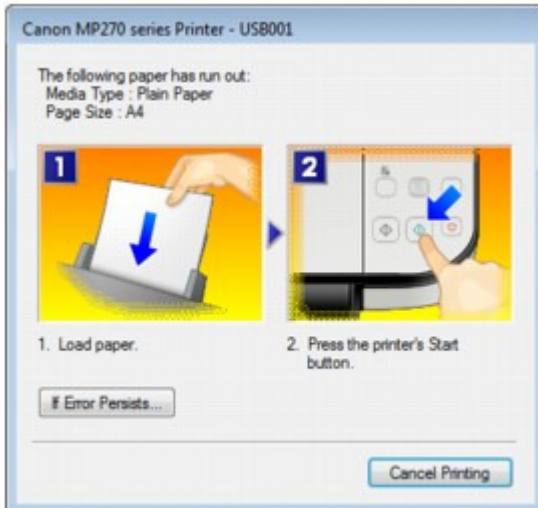 Canon MP270 series Printer - USB001
The following paper has run out:
Media Type : Plain Paper
Page Size : A4
1
2
1. Load paper.
2. Press the printer's Start
button.
If Error Persists...
Cancel Printing